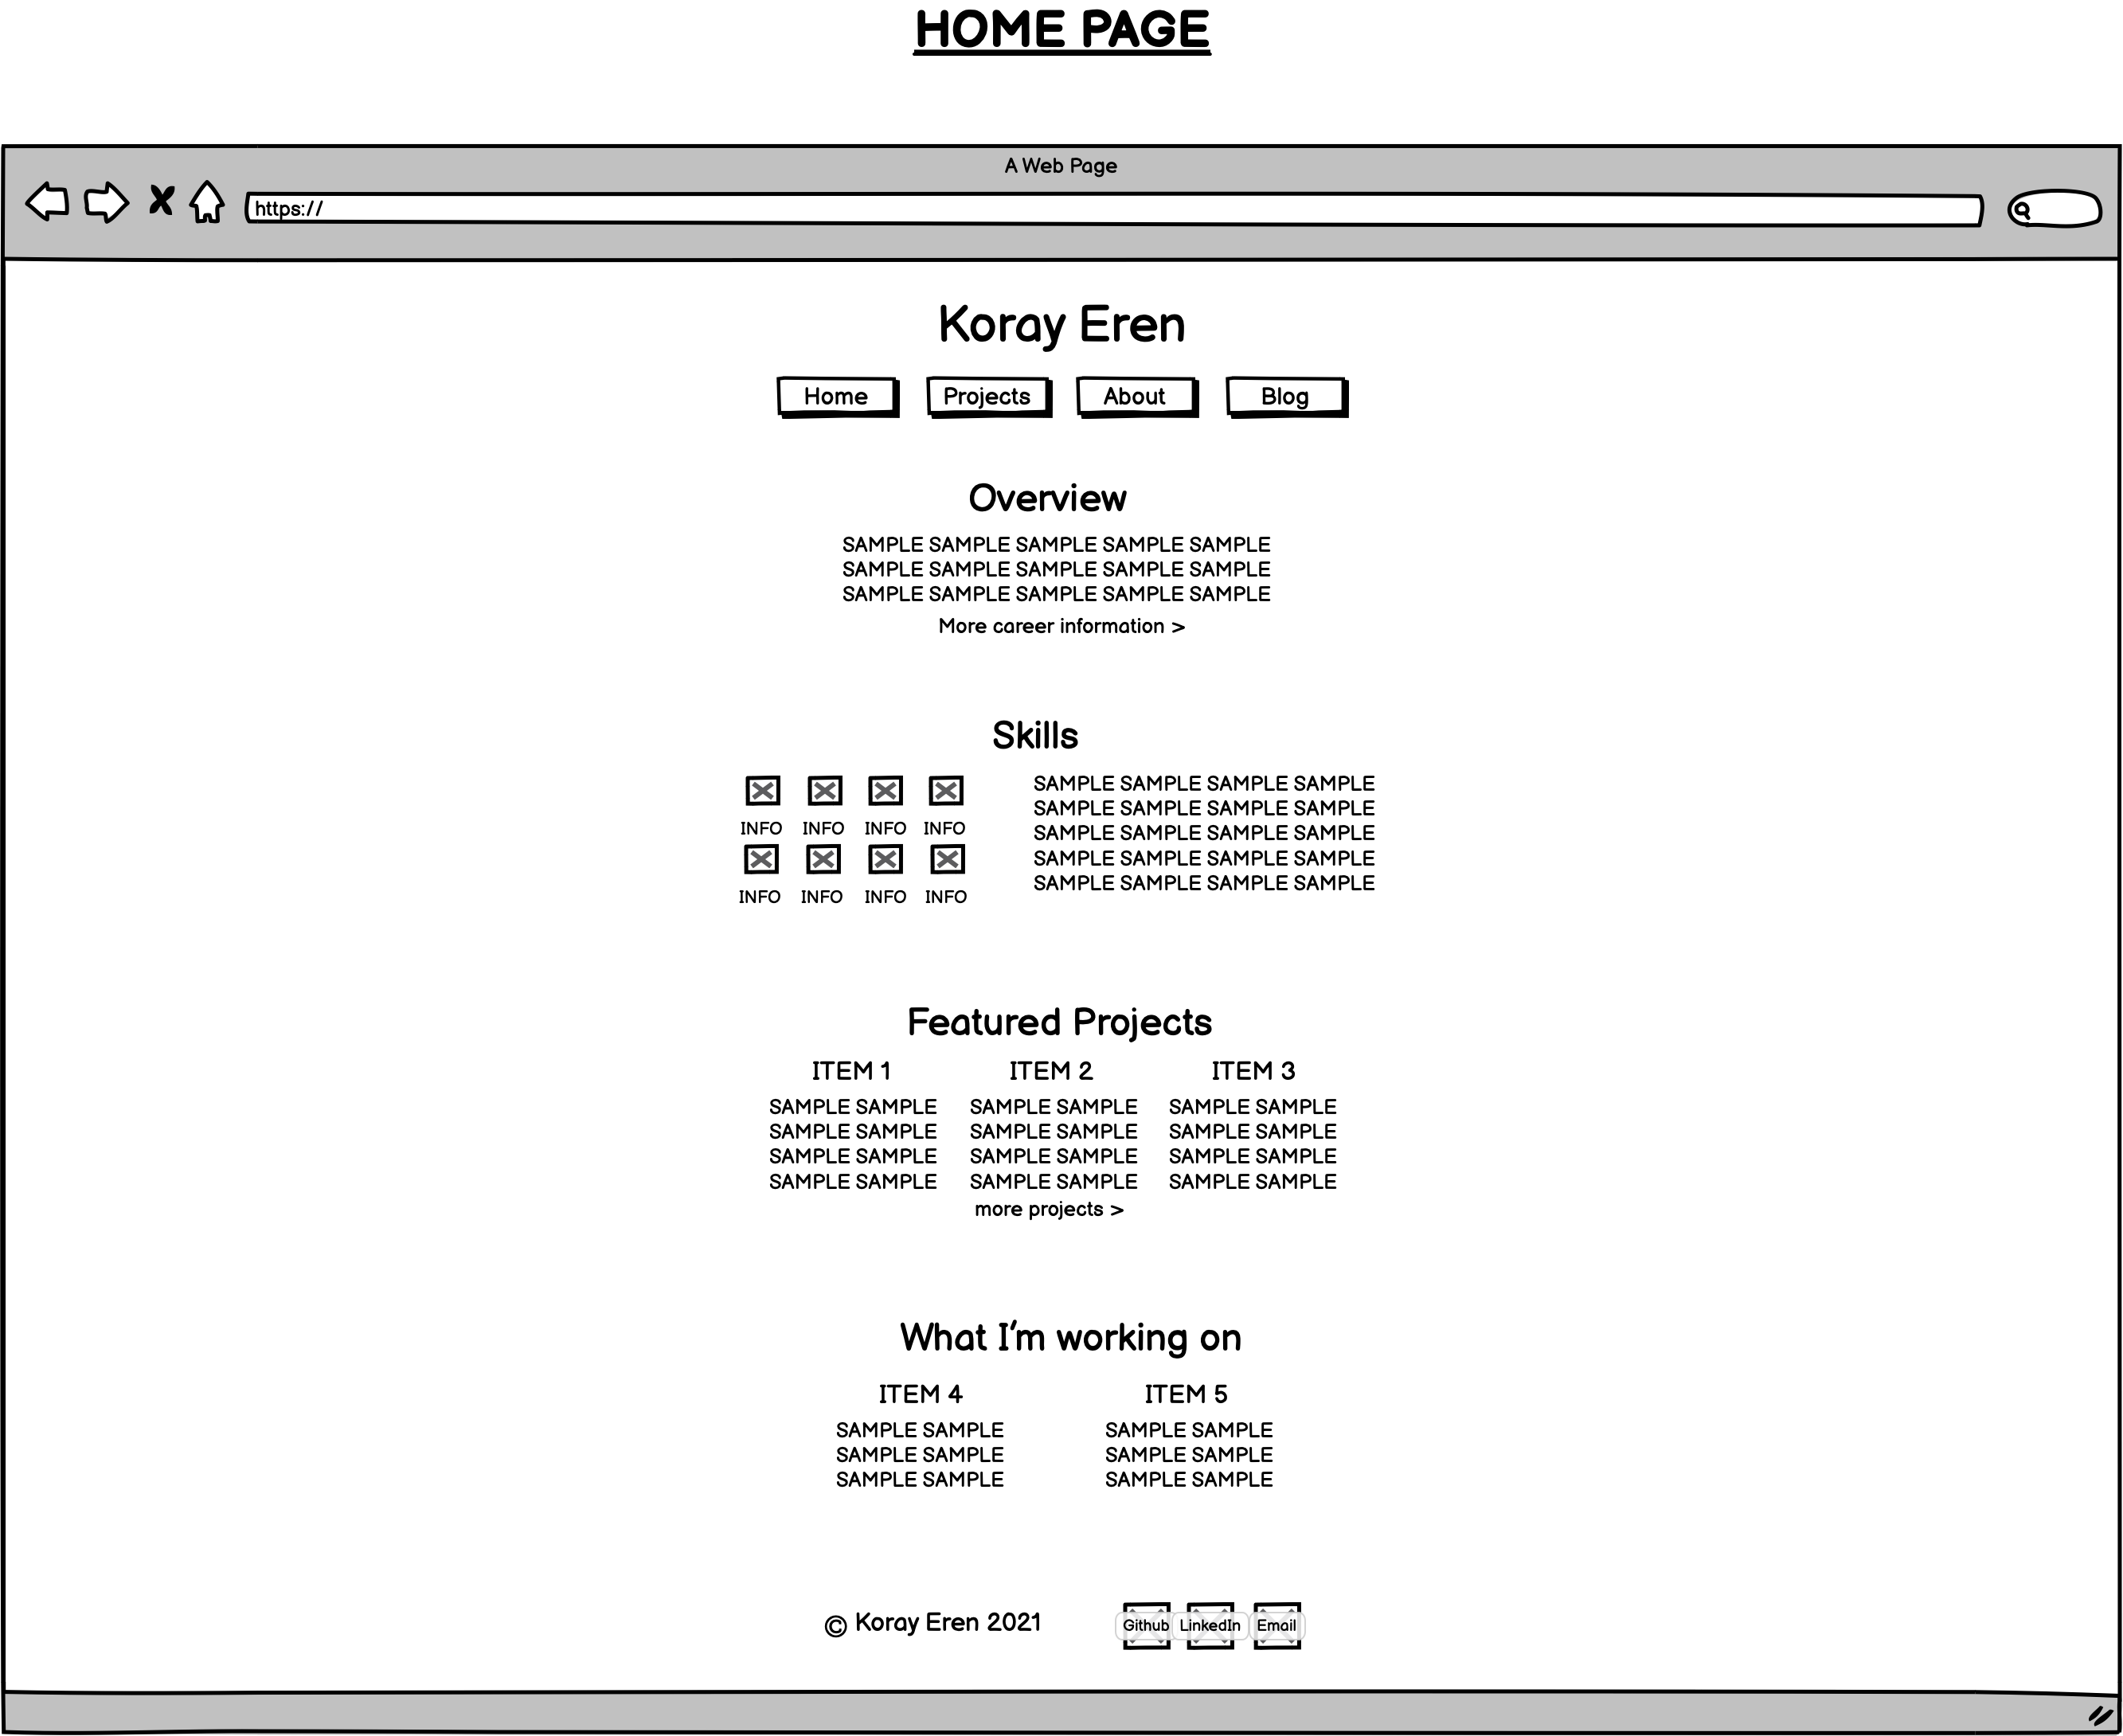 HOME PAGE
A Web Page
https://
Koray Eren
Home Projects About Blog
Overview
SAMPLE SAMPLE SAMPLE SAMPLE SAMPLE
SAMPLE SAMPLE SAMPLE SAMPLE SAMPLE
SAMPLE SAMPLE SAMPLE SAMPLE SAMPLE
More career information >
Skills
INFO INFO INFO INFO
INFO INFO INFO INFO
SAMPLE SAMPLE SAMPLE SAMPLE
SAMPLE SAMPLE SAMPLE SAMPLE
SAMPLE SAMPLE SAMPLE SAMPLE
SAMPLE SAMPLE SAMPLE SAMPLE
SAMPLE SAMPLE SAMPLE SAMPLE
Featured Projects
ITEM 1
SAMPLE SAMPLE
SAMPLE SAMPLE
SAMPLE SAMPLE
SAMPLE SAMPLE
ITEM 2
SAMPLE SAMPLE
SAMPLE SAMPLE
SAMPLE SAMPLE
SAMPLE SAMPLE
ITEM 3
SAMPLE SAMPLE
SAMPLE SAMPLE
SAMPLE SAMPLE
SAMPLE SAMPLE
more projects >
What I'm working on
ITEM 4
SAMPLE SAMPLE
SAMPLE SAMPLE
SAMPLE SAMPLE
ITEM 5
SAMPLE SAMPLE
SAMPLE SAMPLE
SAMPLE SAMPLE
© Koray Eren 2021
Github LinkedIn Email